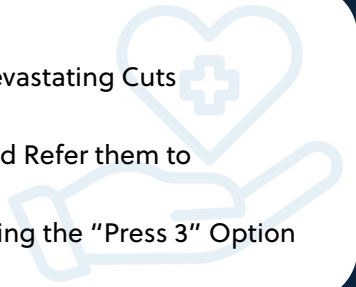 evastating Cuts
d Refer them to
ing the “Press 3” Option